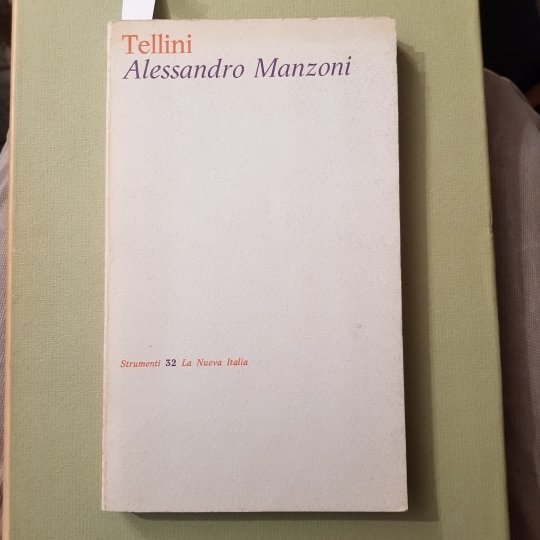 Tellini
Alessandro Manzoni
Strumenti 32 La Nuova Italia